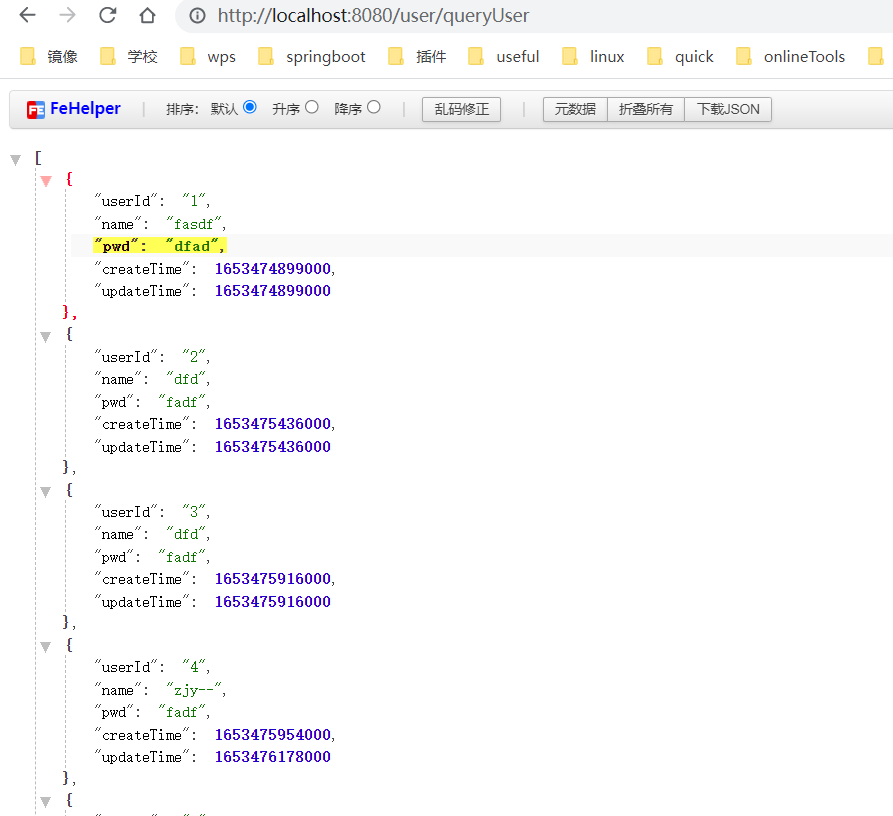 http://localhost:8080/user/queryUser
镜像 学校 wps springboot 插件 useful linux quick onlineTools
FE FeHelper | 排序: 默认 升序 降序 | 乱码修正 | 元数据 折叠所有 下载JSON
[
{
"userId": "1",
"name": "fasdf",
"pwd": "dfad",
"createTime": 1653474899000,
"updateTime": 1653474899000
},
{
"userId": "2",
"name": "dfd",
"pwd": "fadf",
"createTime": 1653475436000,
"updateTime": 1653475436000
},
{
"userId": "3",
"name": "dfd",
"pwd": "fadf",
"createTime": 1653475916000,
"updateTime": 1653475916000
},
{
"userId": "4",
"name": "zjy--",
"pwd": "fadf",
"createTime": 1653475954000,
"updateTime": 1653476178000
},
{